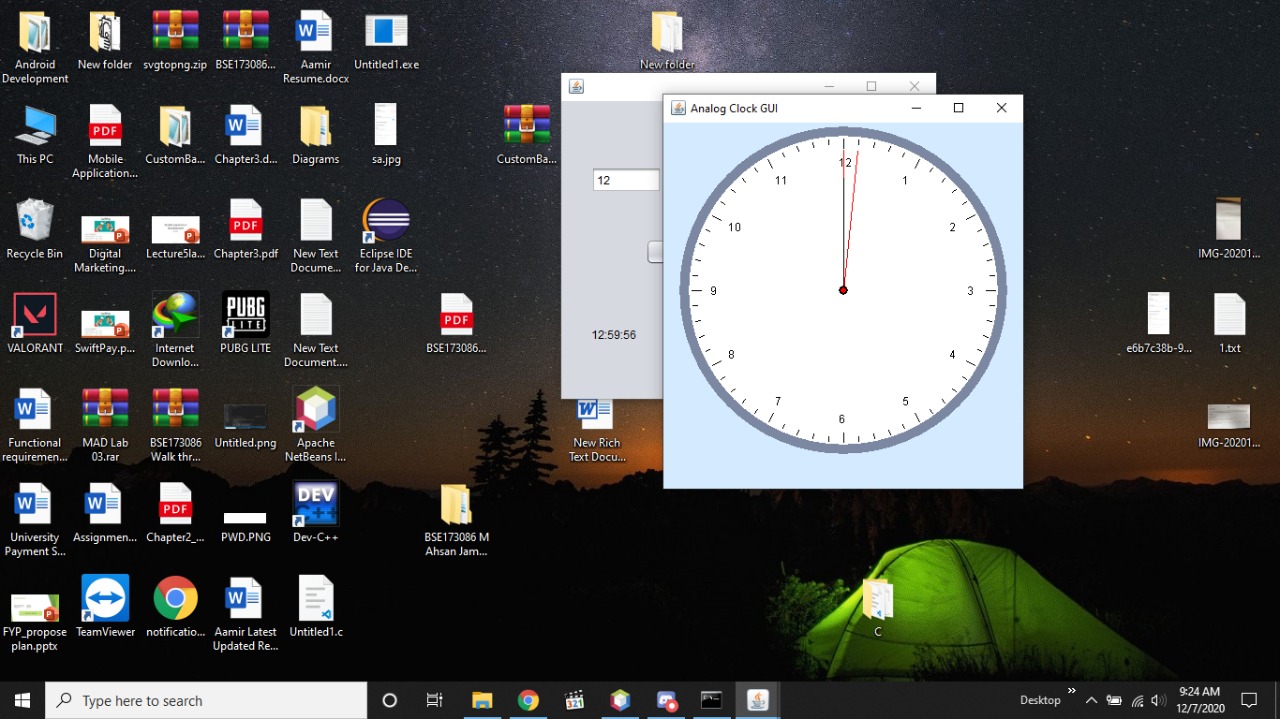 Android
Development
New folder
svgtopng.zip
BSE173086...
Aamir
Resume.docx
Untitled1.exe
New folder
This PC
PDF
Mobile
Application...
CustomBa...
Chapter3.d...
Diagrams
sa.jpg
CustomBa...
Analog Clock GUI
12
12
1
2
3
4
5
6
7
8
9
10
11
12:59:56
Recycle Bin
Digital
Marketing....
Lecture5la...
PDF
Chapter3.pdf
New Text
Docume...
Eclipse IDE
for Java De...
IMG-20201...
VALORANT
SwiftPay.p...
Internet
Downlo...
PUBG
LITE
PUBG LITE
New Text
Document....
PDF
BSE173086...
e6b7c38b-9...
1.txt
Functional
requiremen...
MAD Lab
03.rar
BSE173086
Walk thr...
Untitled.png
Apache
NetBeans I...
New Rich
Text Docu...
IMG-20201...
University
Payment S...
Assignmen...
PDF
Chapter2_...
PWD.PNG
DEV
C++
Dev-C++
BSE173086 M
Ahsan Jam...
FYP_propose
plan.pptx
TeamViewer
notificatio...
Aamir Latest
Updated Re...
Untitled1.c
C
Type here to search
321
Desktop
9:24 AM
12/7/2020